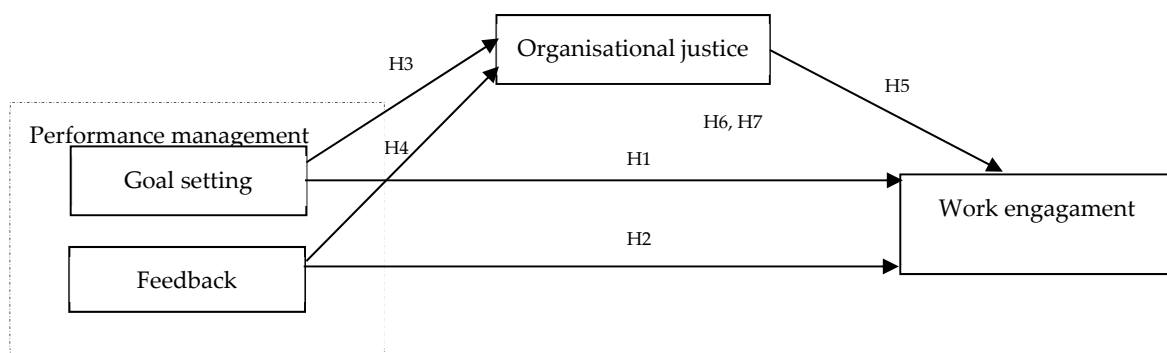 Organisational justice
H3
H5
H6, H7
Performance management
H4
H1
Goal setting
Work engagament
H2
Feedback